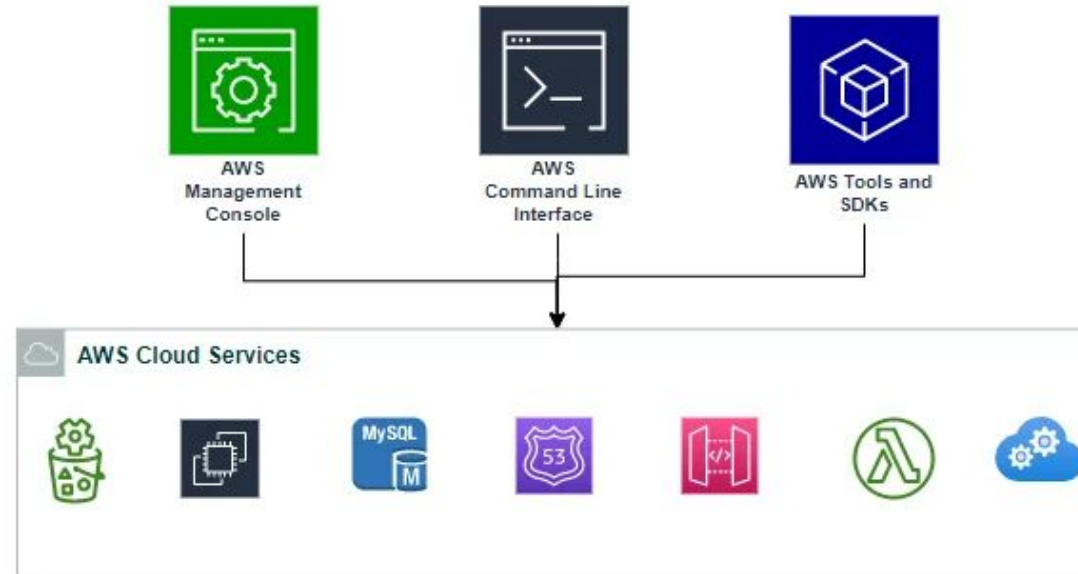 AWS
Management
Console
AWS
Command Line
Interface
AWS Tools and
SDKs
AWS Cloud Services
MySQL
M
53
</>